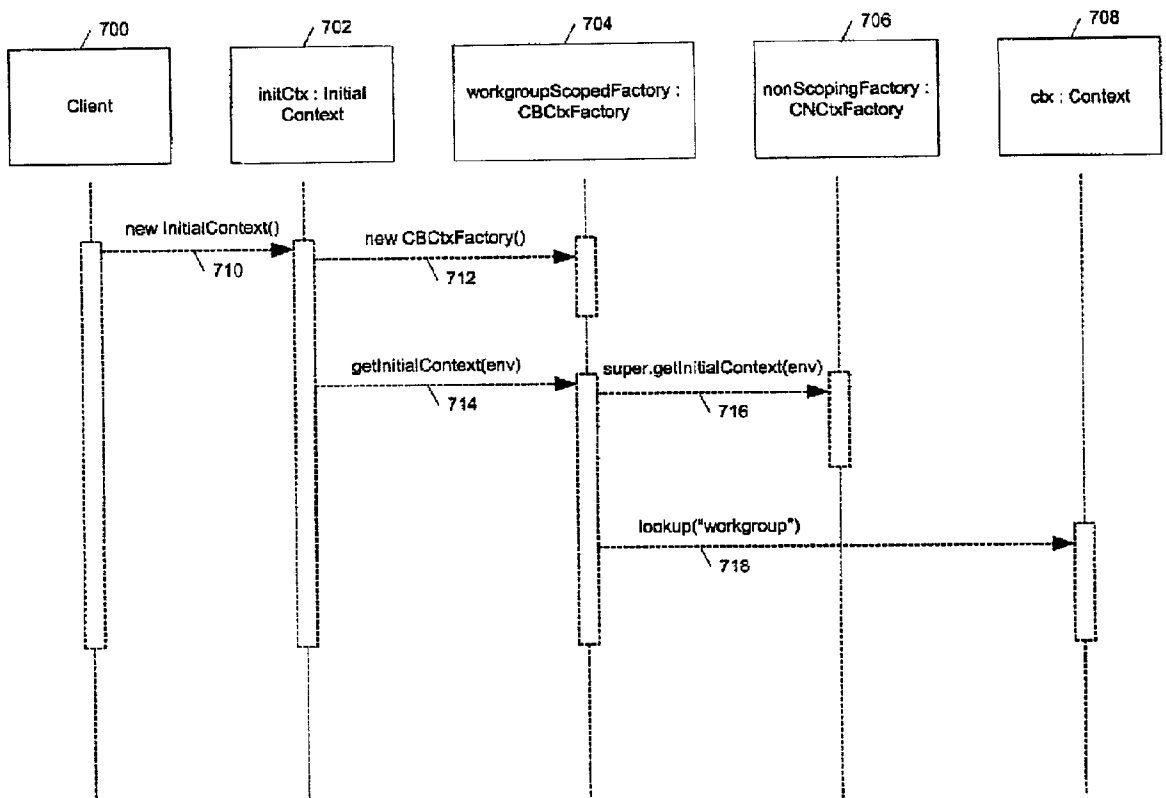 700
702
704
706
708
Client
initCtx : Initial
Context
workgroupScopedFactory :
CBCtxFactory
nonScopingFactory :
CNCtxFactory
ctx : Context
new InitialContext()
710
new CBCtxFactory()
712
getInitialContext(env)
714
super.getInitialContext(env)
716
lookup("workgroup")
718